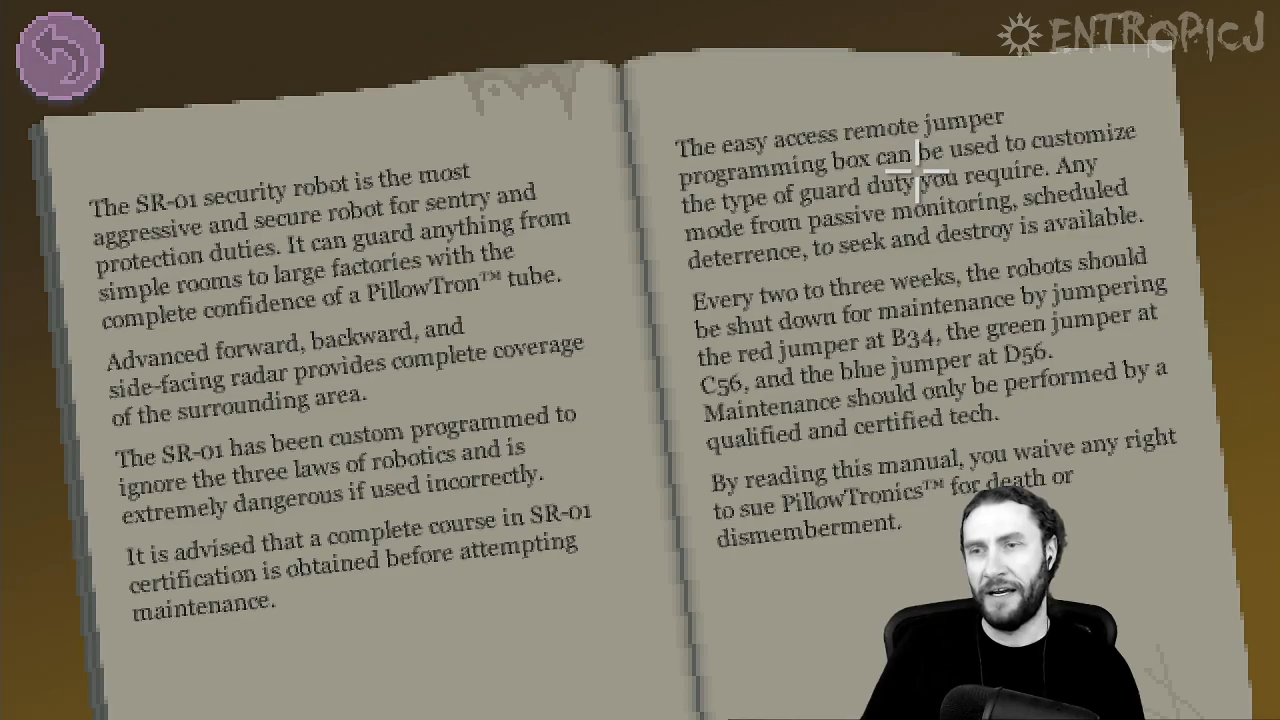 ENTROPICJ
The SR-01 security robot is the most
aggressive and secure robot for sentry and
protection duties. It can guard anything from
simple rooms to large factories with the
complete confidence of a PillowTron™ tube.
Advanced forward, backward, and
side-facing radar provides complete coverage
of the surrounding area.
The SR-01 has been custom programmed to
ignore the three laws of robotics and is
extremely dangerous if used incorrectly.
It is advised that a complete course in SR-01
certification is obtained before attempting
maintenance.
The easy access remote jumper
programming box can be used to customize
the type of guard duty you require. Any
mode from passive monitoring, scheduled
deterrence, to seek and destroy is available.
Every two to three weeks, the robots should
be shut down for maintenance by jumpering
the red jumper at B34, the green jumper at
C56, and the blue jumper at D56.
Maintenance should only be performed by a
qualified and certified tech.
By reading this manual, you waive any right
to sue PillowTronics™ for death or
dismemberment.